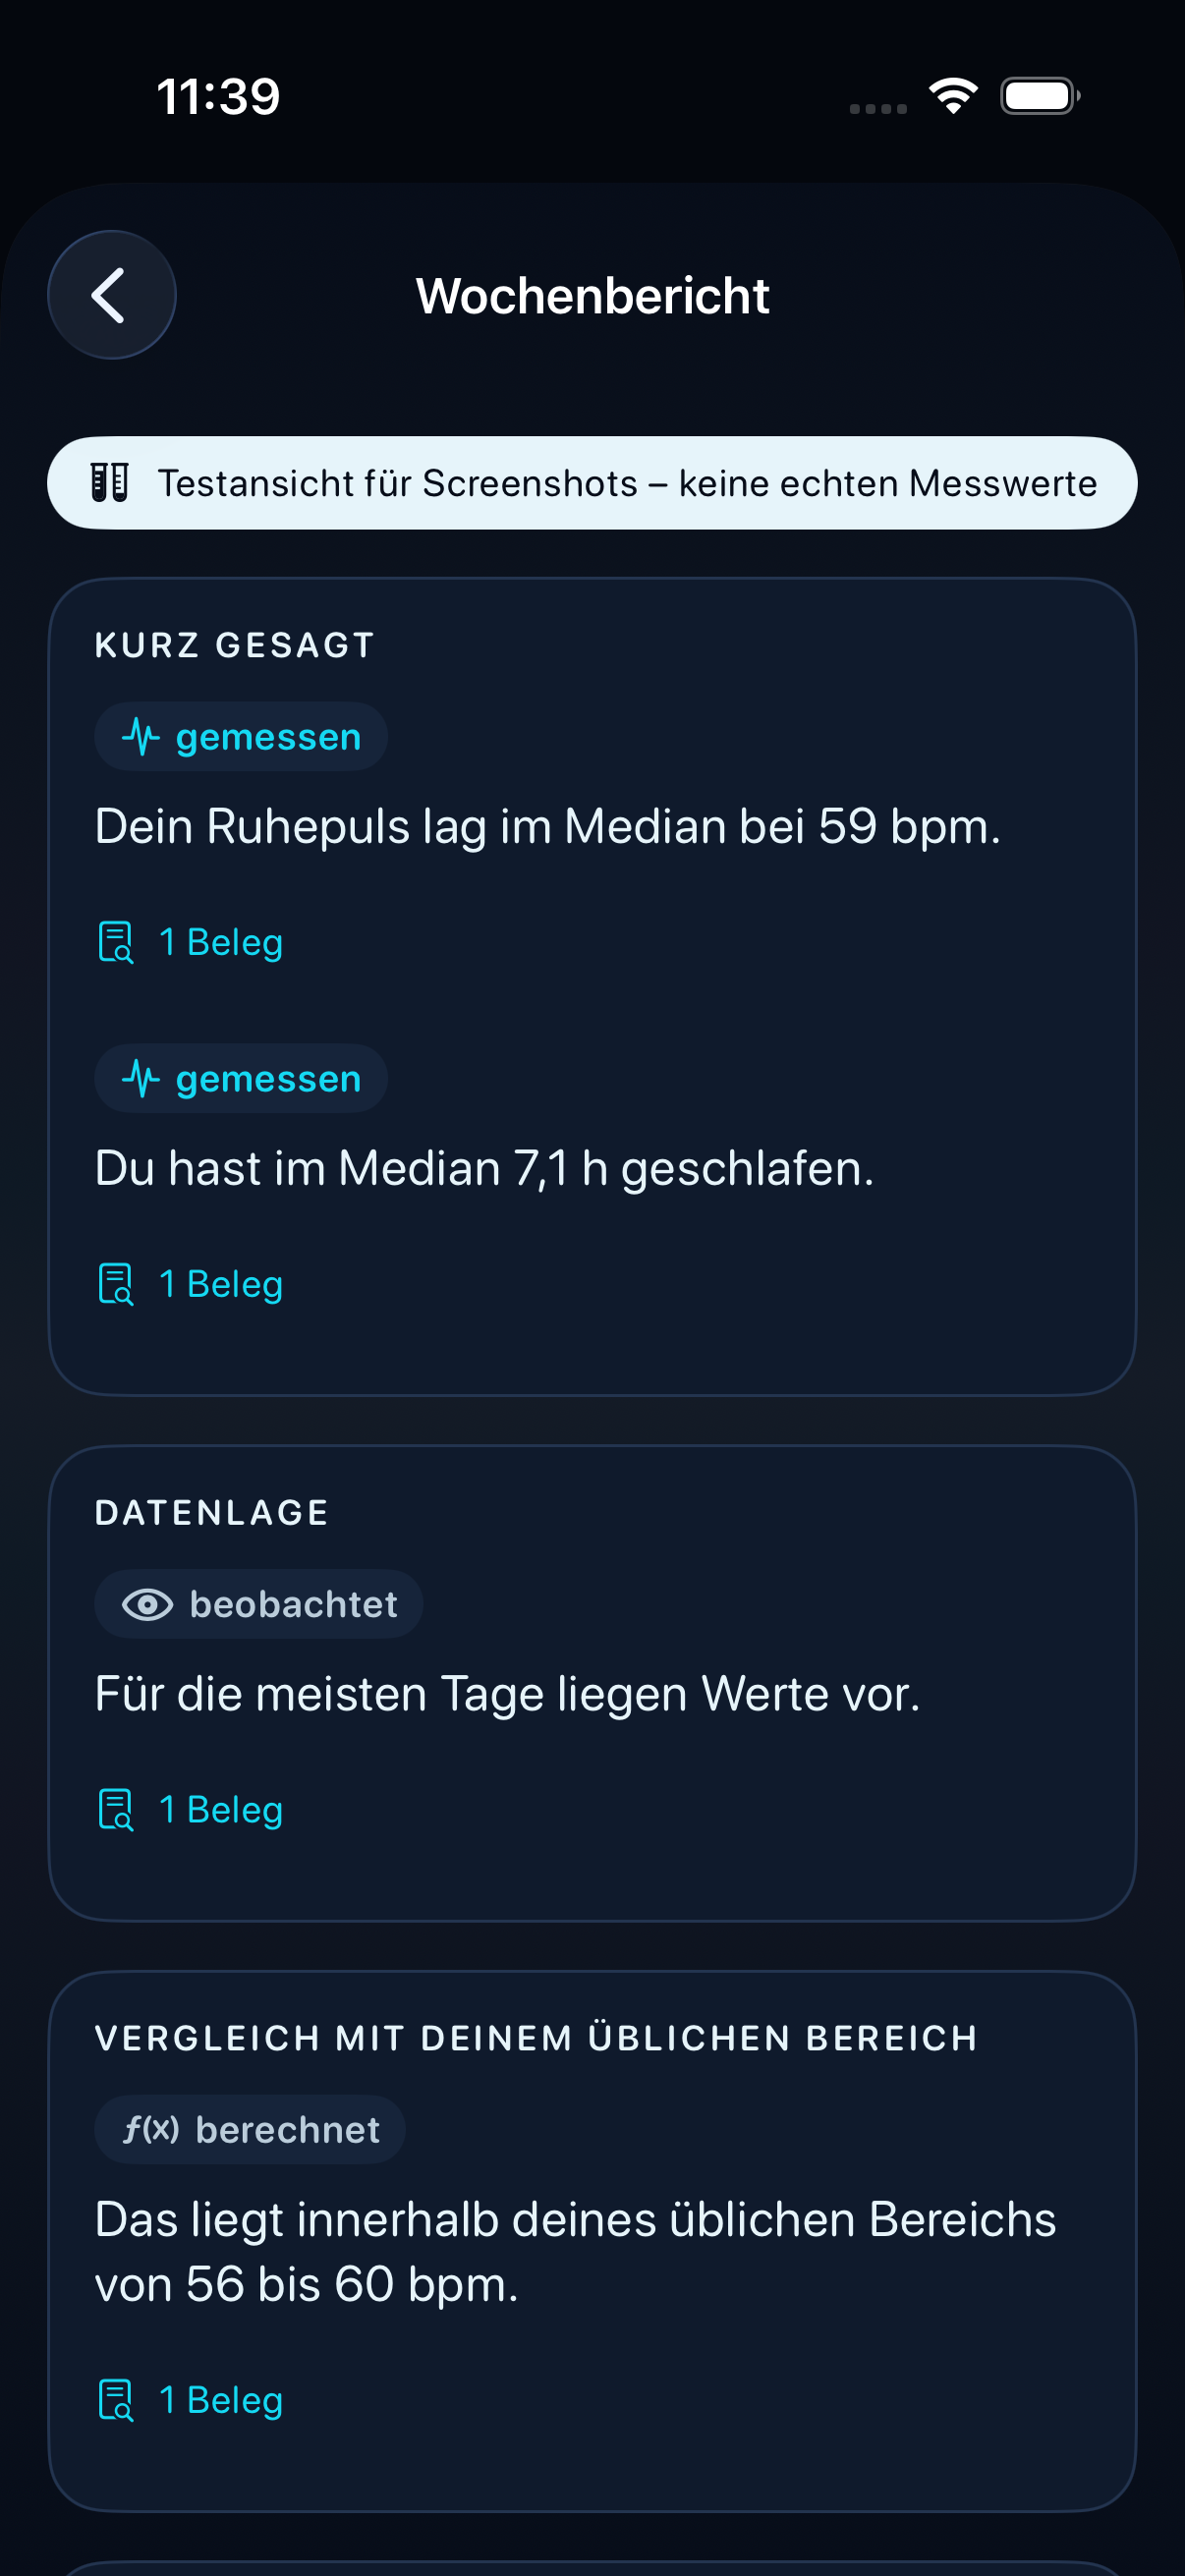 11:39
Wochenbericht
Testansicht für Screenshots – keine echten Messwerte
KURZ GESAGT
gemessen
Dein Ruhepuls lag im Median bei 59 bpm.
1 Beleg
gemessen
Du hast im Median 7,1 h geschlafen.
1 Beleg
DATENLAGE
beobachtet
Für die meisten Tage liegen Werte vor.
1 Beleg
VERGLEICH MIT DEINEM ÜBLICHEN BEREICH
f(x) berechnet
Das liegt innerhalb deines üblichen Bereichs
von 56 bis 60 bpm.
1 Beleg